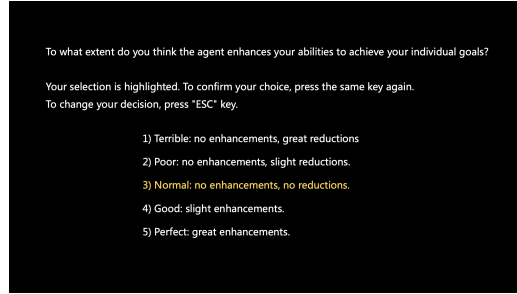 To what extent do you think the agent enhances your abilities to achieve your individual goals?
Your selection is highlighted. To confirm your choice, press the same key again.
To change your decision, press "ESC" key.
1) Terrible: no enhancements, great reductions
2) Poor: no enhancements, slight reductions.
3) Normal: no enhancements, no reductions.
4) Good: slight enhancements.
5) Perfect: great enhancements.